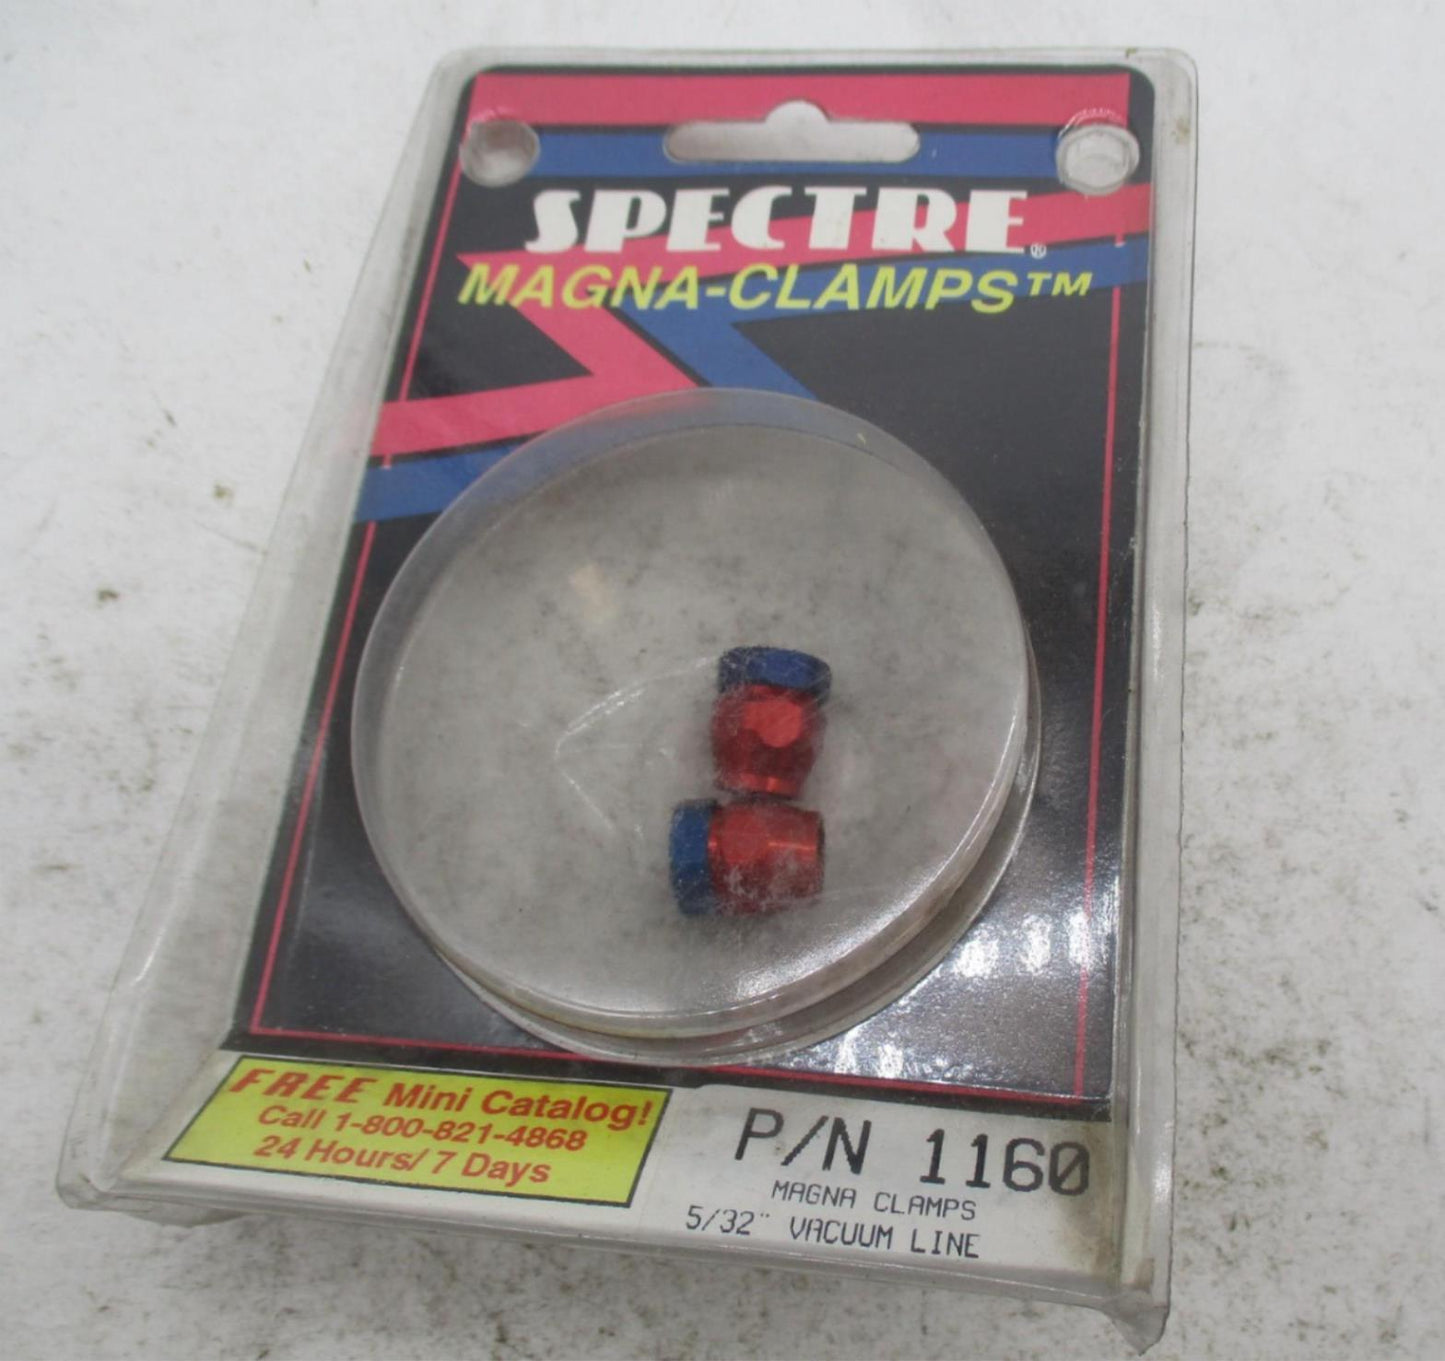 SPECTRE®
MAGNA-CLAMPS™
FREE Mini Catalog!
Call 1-800-821-4868
24 Hours/ 7 Days
P/N 1160
MAGNA CLAMPS
5/32" VACUUM LINE